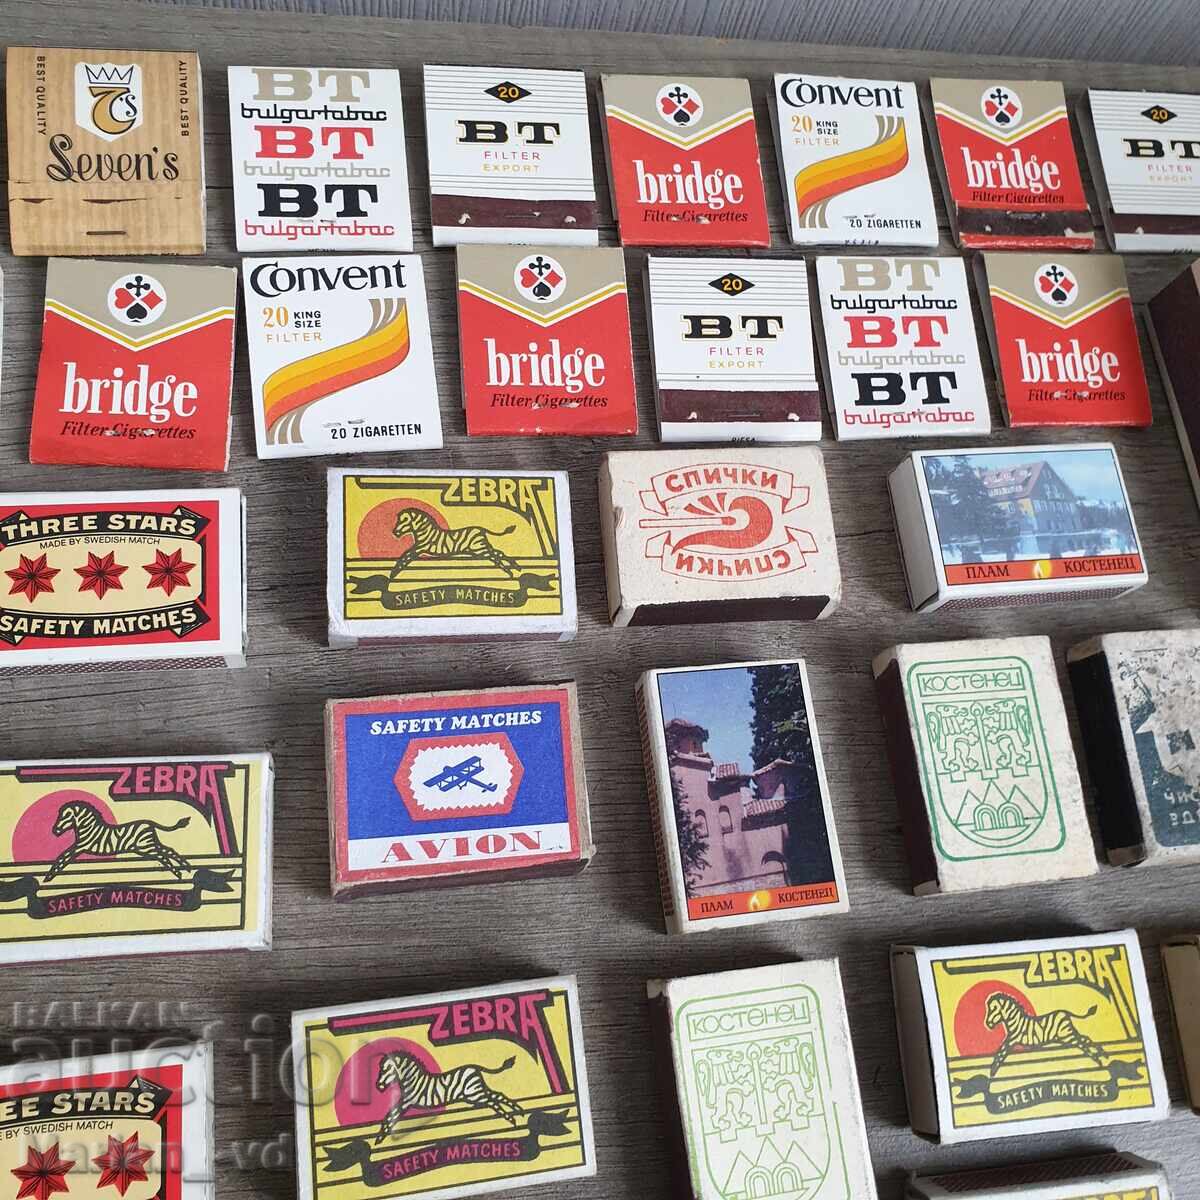 BEST QUALITY
7's
BEST QUALITY
Seven's
BT
bulgartabac
BT
bulgartabac
BT
bulgartabac
20
BT
FILTER
EXPORT
bridge
Filter Cigarettes
Convent
20 KING SIZE
FILTER
20 ZIGARETTEN
bridge
Filter Cigarettes
20
BT
FILTER
EXPORT
bridge
Filter Cigarettes
Convent
20 KING SIZE
FILTER
20 ZIGARETTEN
bridge
Filter Cigarettes
20
BT
FILTER
EXPORT
BT
bulgartabac
BT
bulgartabac
BT
bulgartabac
bridge
Filter Cigarettes
THREE STARS
MADE BY SWEDISH MATCH
SAFETY MATCHES
ZEBRA
SAFETY MATCHES
СПИЧКИ
СПИЧКИ
ПЛАМ КОСТЕНЕЦ
ZEBRA
SAFETY MATCHES
SAFETY MATCHES
AVION
ПЛАМ КОСТЕНЕЦ
КОСТЕНЕЦ
REE STARS
BY SWEDISH MATCH
ZEBRA
SAFETY MATCHES
КОСТЕНЕЦ
ZEBRA
SAFETY MATCHES
BALKAN
auction